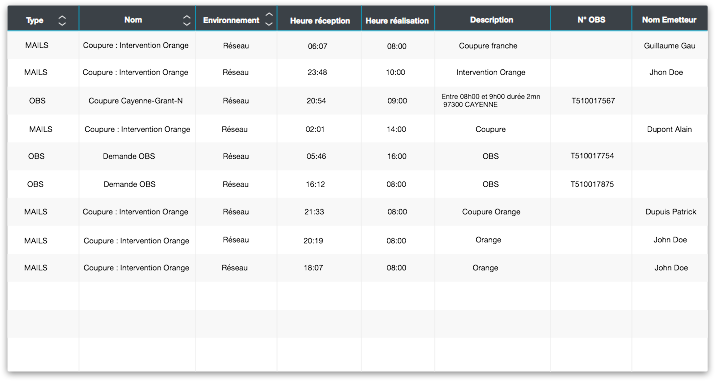 Type Nom Environnement Heure réception Heure réalisation Description N° OBS Nom Emetteur
MAILS Coupure : Intervention Orange Réseau 06:07 08:00 Coupure franche Guillaume Gau
MAILS Coupure : Intervention Orange Réseau 23:48 10:00 Intervention Orange Jhon Doe
OBS Coupure Cayenne-Grant-N Réseau 20:54 09:00 Entre 08h00 et 9h00 durée 2mn T510017567
97300 CAYENNE
MAILS Coupure : Intervention Orange Réseau 02:01 14:00 Coupure Dupont Alain
OBS Demande OBS Réseau 05:46 16:00 OBS T510017754
OBS Demande OBS Réseau 16:12 08:00 OBS T510017875
MAILS Coupure : Intervention Orange Réseau 21:33 08:00 Coupure Orange Dupuis Patrick
MAILS Coupure : Intervention Orange Réseau 20:19 08:00 Orange John Doe
MAILS Coupure : Intervention Orange Réseau 18:07 08:00 Orange John Doe